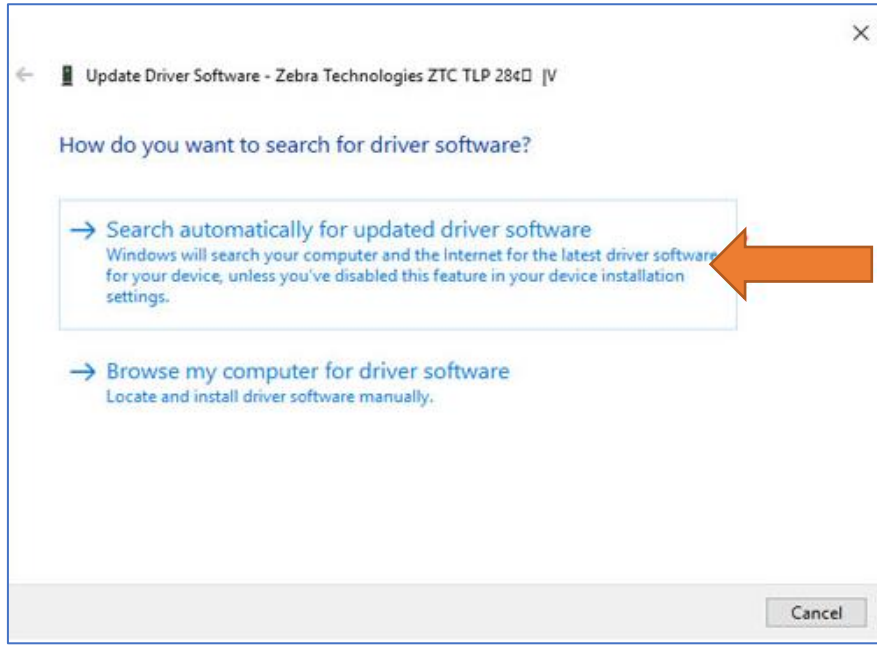 Update Driver Software - Zebra Technologies ZTC TLP 28¢□ |V
How do you want to search for driver software?
Search automatically for updated driver software
Windows will search your computer and the Internet for the latest driver software
for your device, unless you've disabled this feature in your device installation
settings.
Browse my computer for driver software
Locate and install driver software manually.
Cancel